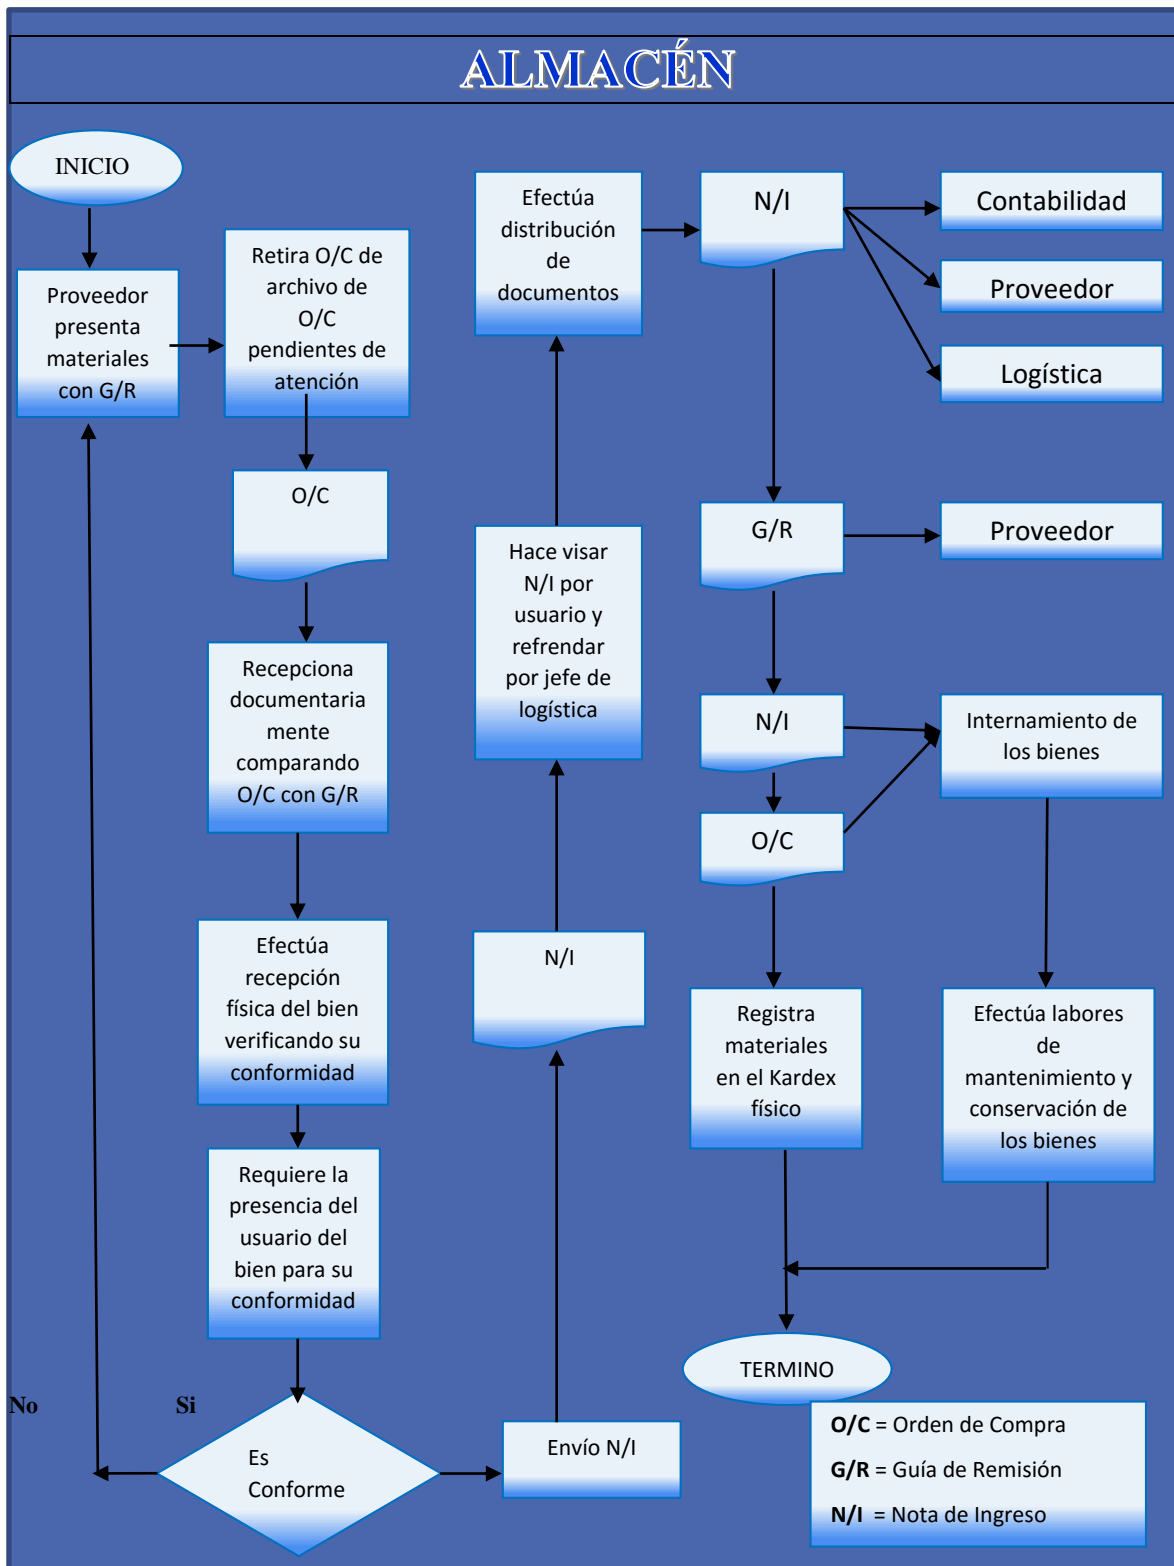 ALMACÉN
INICIO
Proveedor
presenta
materiales
con G/R
Retira O/C de
archivo de
O/C
pendientes de
atención
O/C
Recepciona
documentaria
mente
comparando
O/C con G/R
Efectúa
recepción
física del bien
verificando su
conformidad
Requiere la
presencia del
usuario del
bien para su
conformidad
No
Si
Es
Conforme
Envío N/I
N/I
Hace visar
N/I por
usuario y
refrendar
por jefe de
logística
Efectúa
distribución
de
documentos
N/I
Contabilidad
Proveedor
Logística
G/R
Proveedor
N/I
O/C
Internamiento de
los bienes
Registra
materiales
en el Kardex
físico
Efectúa labores
de
mantenimiento y
conservación de
los bienes
TERMINO
O/C = Orden de Compra
G/R = Guía de Remisión
N/I = Nota de Ingreso